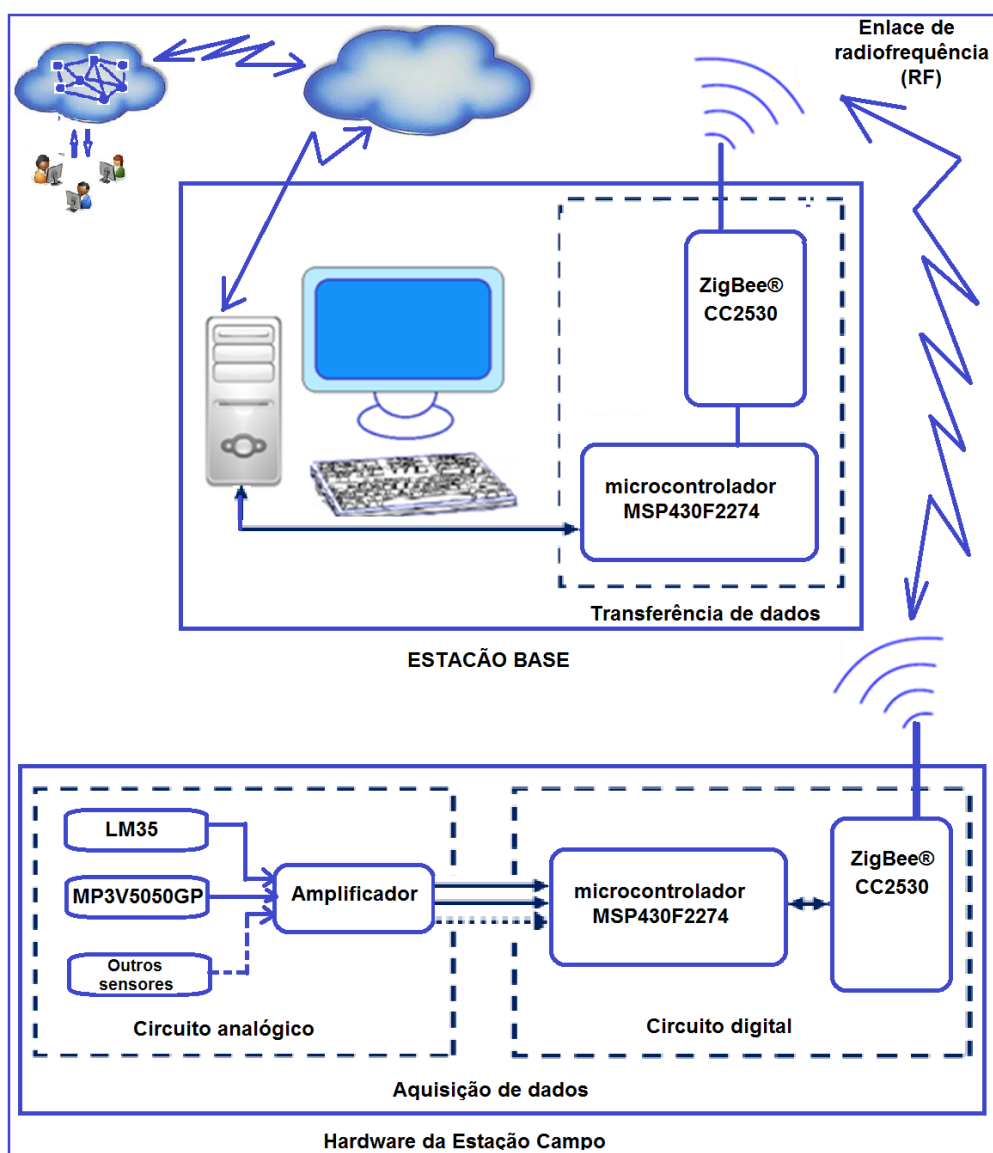 Enlace de
radiofrequência
(RF)
ZigBee®
CC2530
microcontrolador
MSP430F2274
Transferência de dados
ESTACÃO BASE
LM35
MP3V5050GP
Outros
sensores
Amplificador
Circuito analógico
microcontrolador
MSP430F2274
ZigBee®
CC2530
Circuito digital
Aquisição de dados
Hardware da Estação Campo